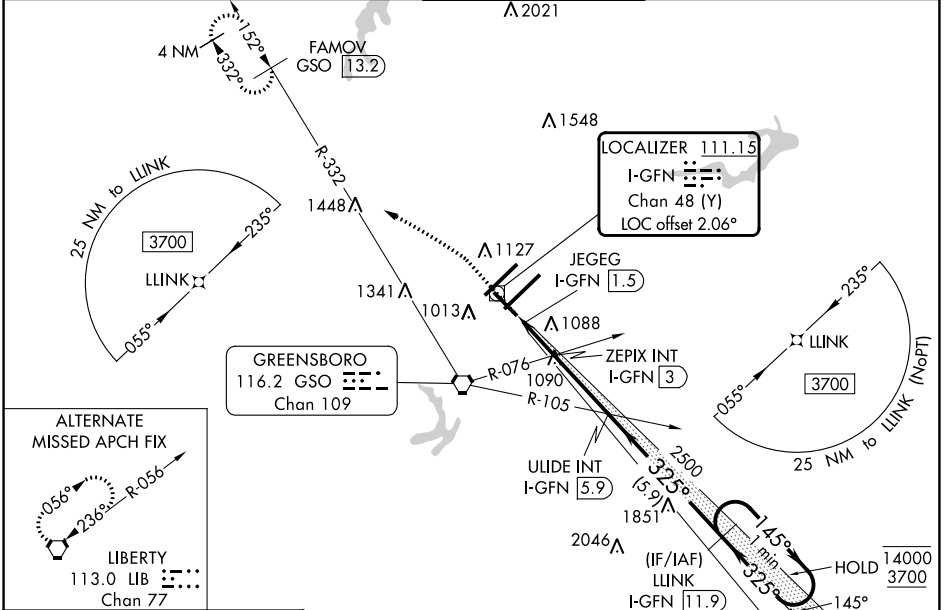 2021
4 NM
152°
332°
FAMOV
GSO 13.2
1548
LOCALIZER 111.15
I-GFN
Chan 48 (Y)
LOC offset 2.06°
R-332
25 NM to LLINK
3700
235°
LLINK
055°
1448
1127
JEGEG
I-GFN 1.5
1341
1013
1088
235°
LLINK
3700
055°
25 NM to LLINK (NoPT)
GREENSBORO
116.2 GSO
Chan 109
R-076
ZEPIX INT
I-GFN 3
1090
R-105
ALTERNATE
MISSED APCH FIX
056°
R-056
236°
LIBERTY
113.0 LIB
Chan 77
ULIDE INT
I-GFN 5.9
2500
325°
(5.9)
1851
2046
145°
1 min
325°
HOLD
14000
3700
145°
(IF/IAF)
LLINK
I-GFN 11.9